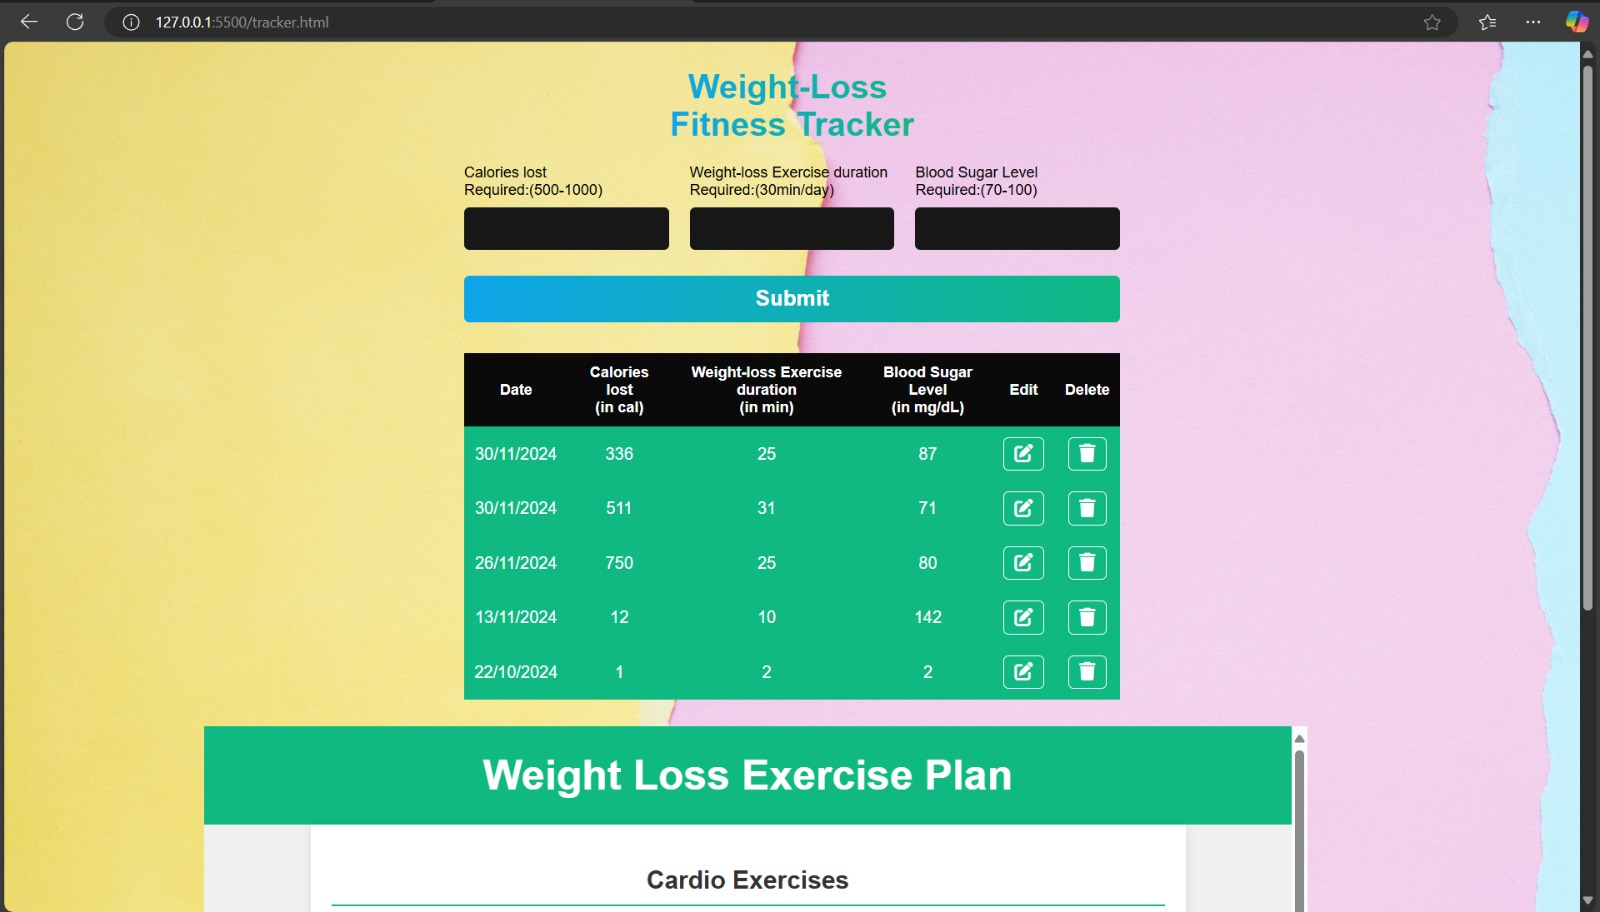 127.0.0.1:5500/tracker.html
Weight-Loss
Fitness Tracker
Calories lost
Required:(500-1000)
Weight-loss Exercise duration
Required:(30min/day)
Blood Sugar Level
Required:(70-100)
Submit
Date Calories lost (in cal) Weight-loss Exercise duration (in min) Blood Sugar Level (in mg/dL) Edit Delete
30/11/2024 336 25 87
30/11/2024 511 31 71
26/11/2024 750 25 80
13/11/2024 12 10 142
22/10/2024 1 2 2
Weight Loss Exercise Plan
Cardio Exercises